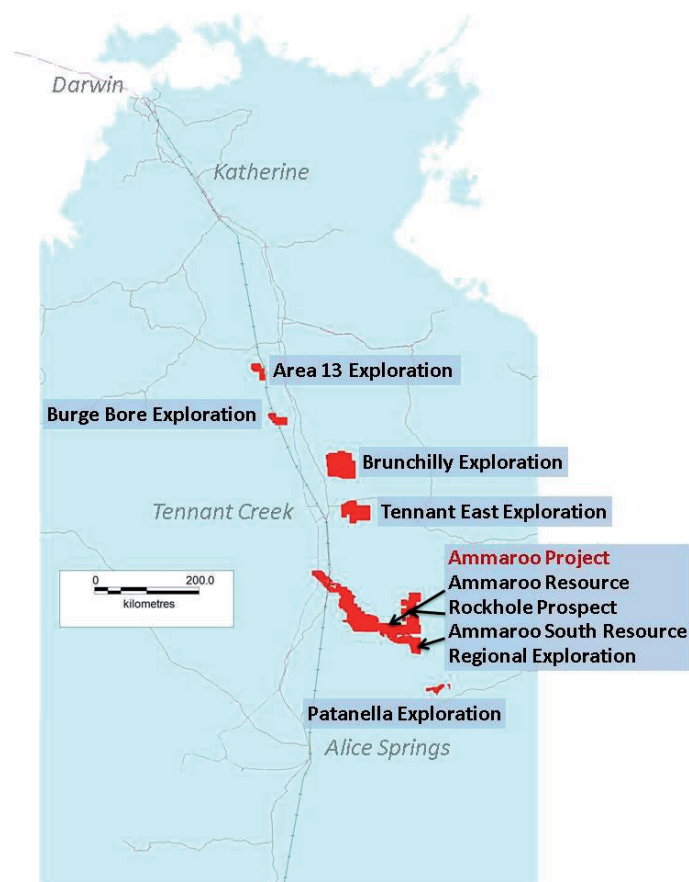 Darwin
Katherine
Area 13 Exploration
Burge Bore Exploration
Brunchilly Exploration
Tennant Creek
Tennant East Exploration
Ammaroo Project
Ammaroo Resource
Rockhole Prospect
Ammaroo South Resource
Regional Exploration
0 200.0
kilometres
Patanella Exploration
Alice Springs